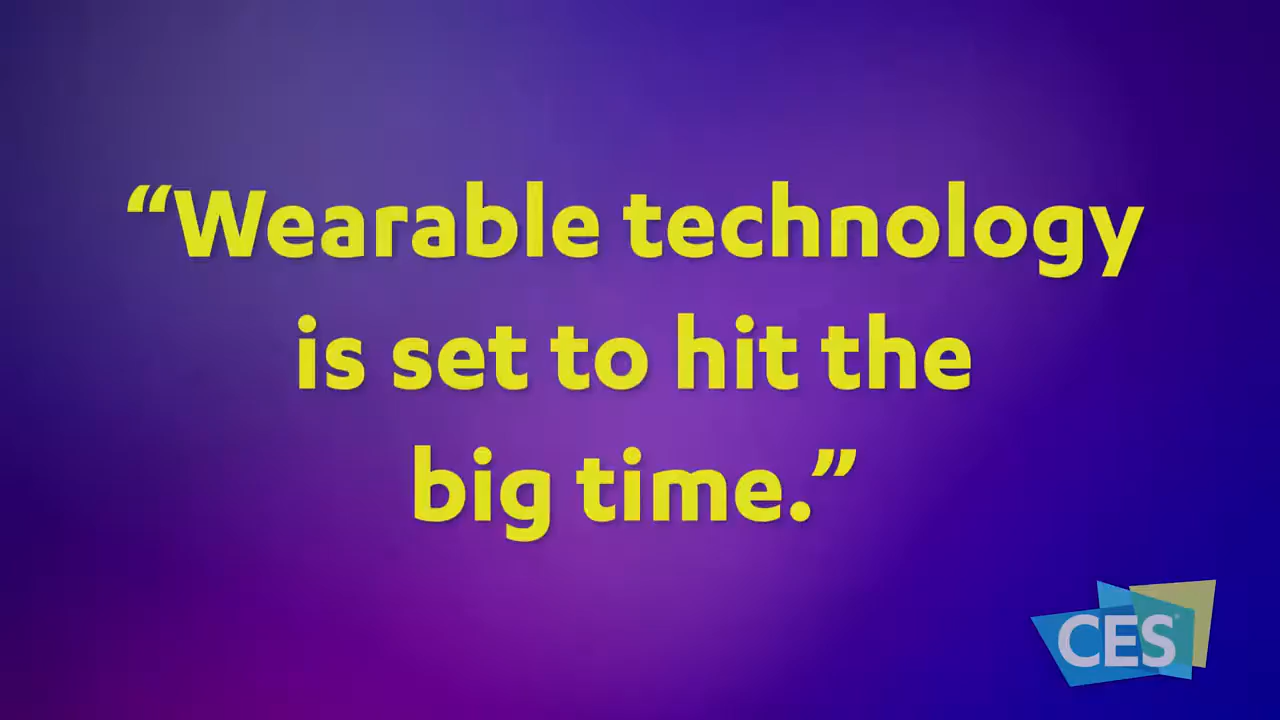 “Wearable technology
is set to hit the
big time.”
CES®